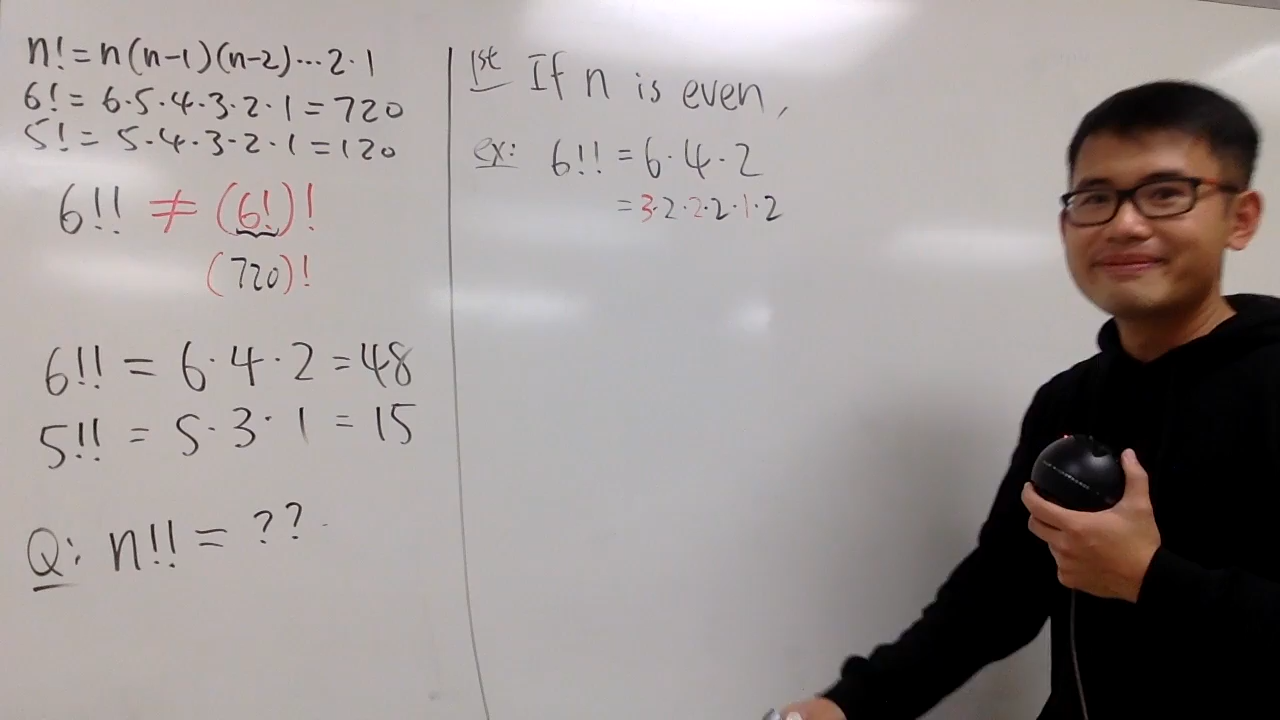 n! = n(n-1)(n-2)...2·1
6! = 6·5·4·3·2·1 = 720
5! = 5·4·3·2·1 = 120
6!! ≠ (6!)!
(720)!
6!! = 6·4·2 = 48
5!! = 5·3·1 = 15
Q: n!! = ??
1st If n is even,
ex: 6!! = 6·4·2
= 3·2·2·2·1·2